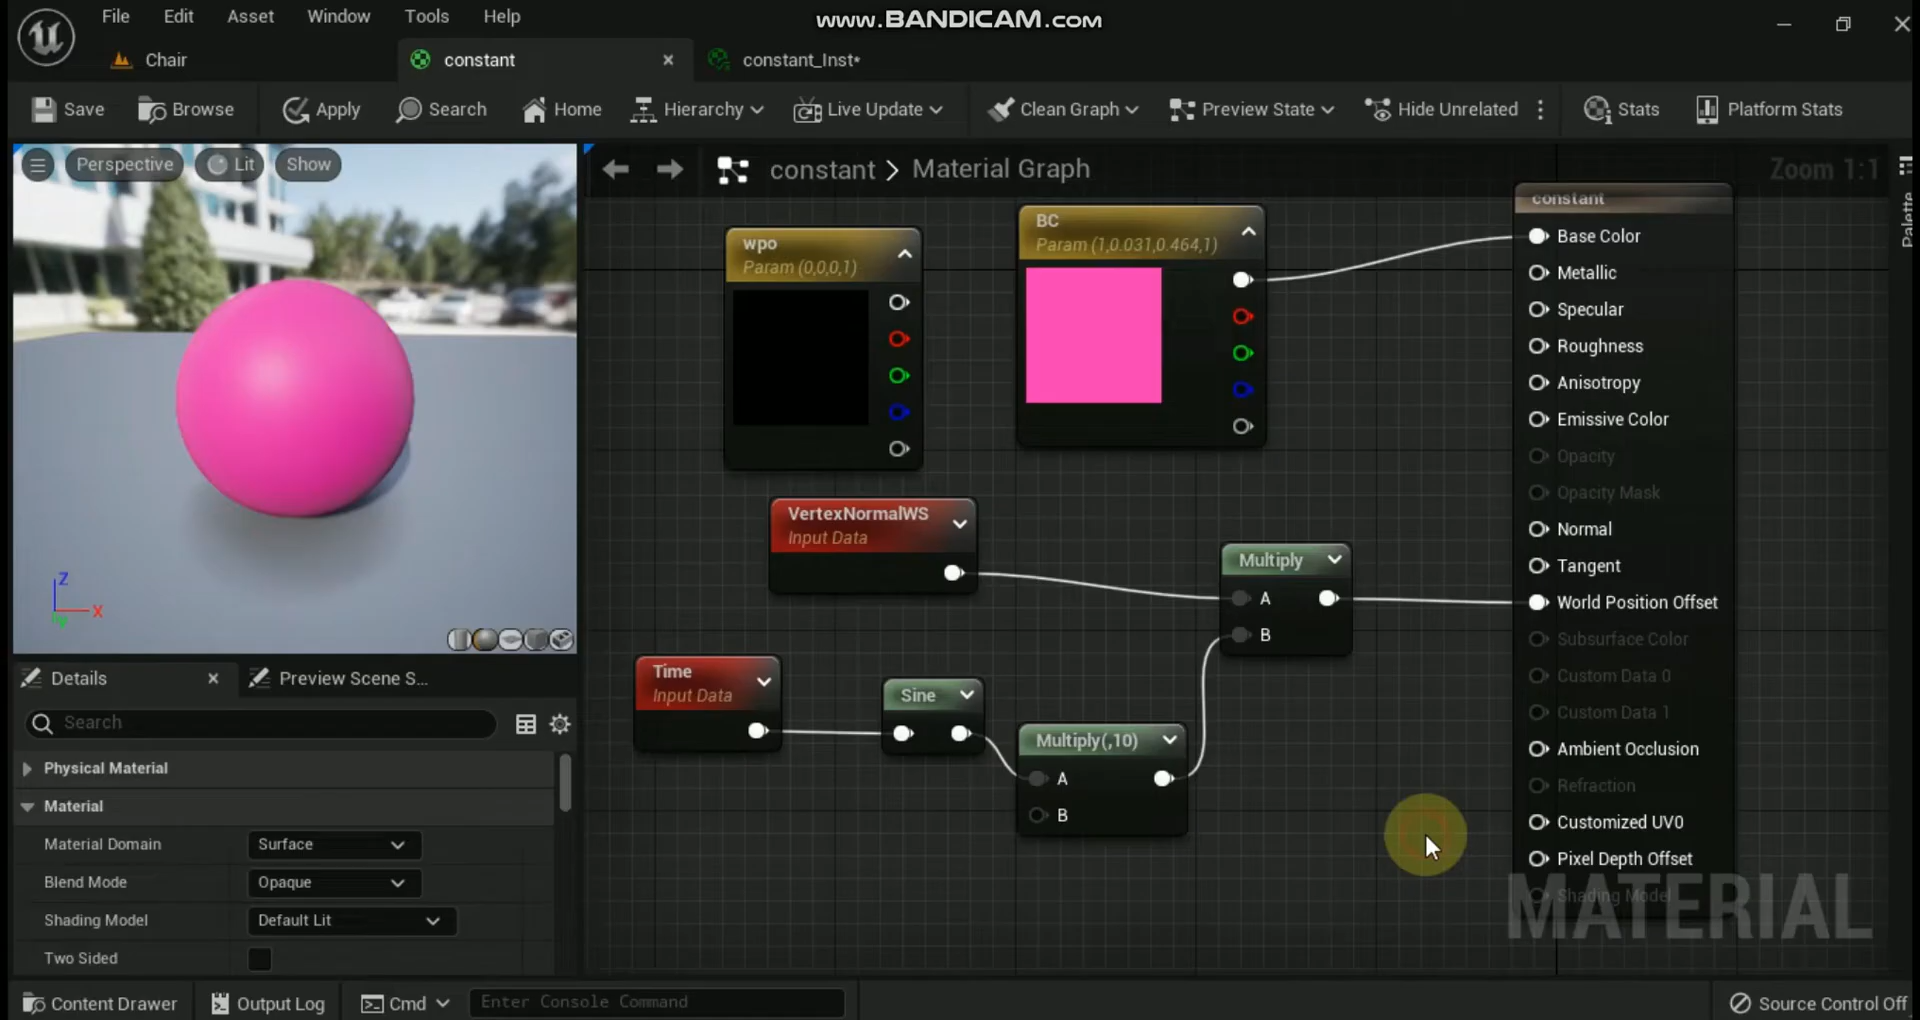 File Edit Asset Window Tools Help
www.BANDICAM.com
Chair
constant
constant_Inst*
Save Browse Apply Search Home Hierarchy Live Update Clean Graph Preview State Hide Unrelated Stats Platform Stats
Perspective Lit Show
constant > Material Graph
Zoom 1:1
Palette
wpo
Param (0,0,0,1)
BC
Param (1,0.031,0.464,1)
constant
Base Color
Metallic
Specular
Roughness
Anisotropy
Emissive Color
Opacity
Opacity Mask
Normal
Tangent
World Position Offset
Subsurface Color
Custom Data 0
Custom Data 1
Ambient Occlusion
Refraction
Customized UV0
Pixel Depth Offset
Shading Model
VertexNormalWS
Input Data
Multiply
A
B
Time
Input Data
Sine
Multiply(,10)
A
B
MATERIAL
Z
X
Details
Preview Scene S...
Search
Physical Material
Material
Material Domain Surface
Blend Mode Opaque
Shading Model Default Lit
Two Sided
Content Drawer Output Log Cmd Enter Console Command Source Control Off